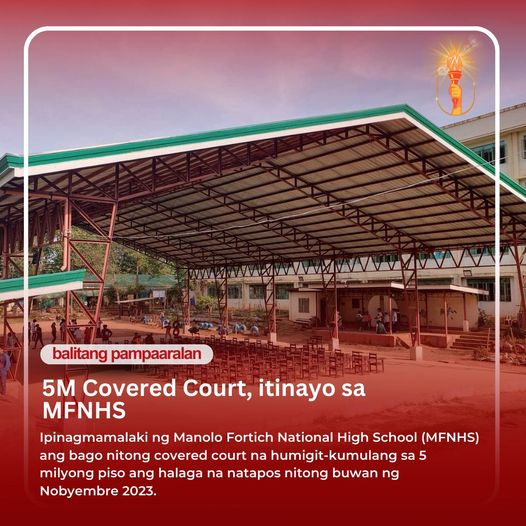 balitang pampaaralan
5M Covered Court, itinayo sa
MFNHS
Ipinagmamalaki ng Manolo Fortich National High School (MFNHS)
ang bago nitong covered court na humigit-kumulang sa 5
milyong piso ang halaga na natapos nitong buwan ng
Nobyembre 2023.